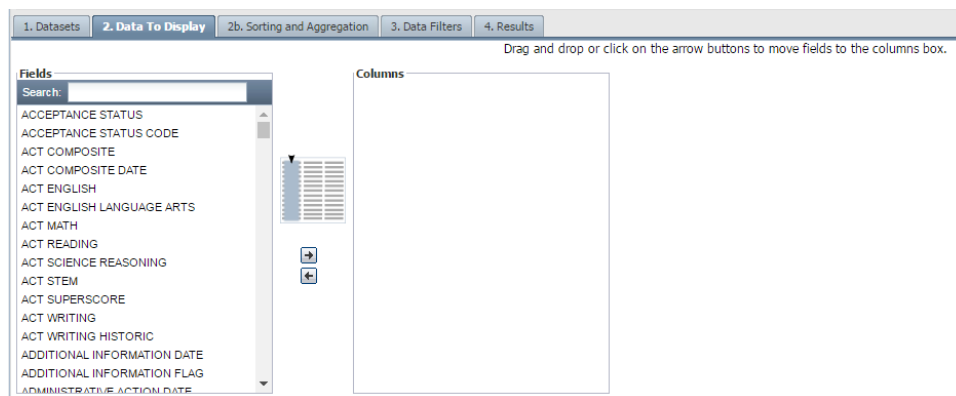 1. Datasets 2. Data To Display 2b. Sorting and Aggregation 3. Data Filters 4. Results
Drag and drop or click on the arrow buttons to move fields to the columns box.
Fields Columns
Search:
ACCEPTANCE STATUS
ACCEPTANCE STATUS CODE
ACT COMPOSITE
ACT COMPOSITE DATE
ACT ENGLISH
ACT ENGLISH LANGUAGE ARTS
ACT MATH
ACT READING
ACT SCIENCE REASONING
ACT STEM
ACT SUPERSCORE
ACT WRITING
ACT WRITING HISTORIC
ADDITIONAL INFORMATION DATE
ADDITIONAL INFORMATION FLAG
ADMINISTRATIVE ACTION DATE